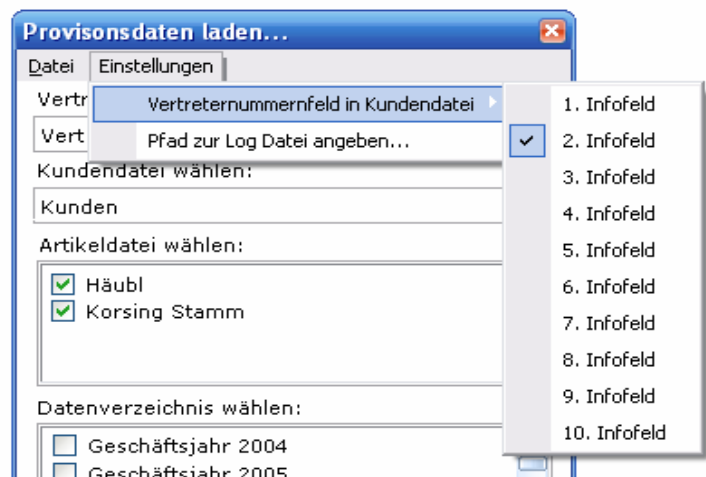 Provisonsdaten laden...
Datei Einstellungen
Vertr
Vertreternummernfeld in Kundendatei
Vert
Pfad zur Log Datei angeben...
1. Infofeld
2. Infofeld
3. Infofeld
4. Infofeld
5. Infofeld
6. Infofeld
7. Infofeld
8. Infofeld
9. Infofeld
10. Infofeld
Kundendatei wählen:
Kunden
Artikeldatei wählen:
Häubl
Korsing Stamm
Datenverzeichnis wählen:
Geschäftsjahr 2004
Geschäftsjahr 2005